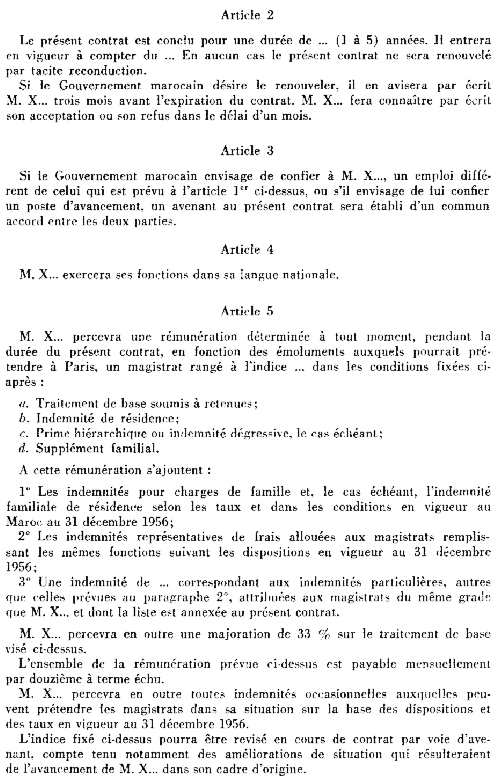 Article 2
Le présent contrat est conclu pour une durée de ... (1 à 5) années. Il entrera
en vigueur à compter du ... En aucun cas le présent contrat ne sera renouvelé
par tacite reconduction.
Si le Gouvernement marocain désire le renouveler, il en avisera par écrit
M. X... trois mois avant l'expiration du contrat. M. X... fera connaître par écrit
son acceptation ou son refus dans le délai d'un mois.
Article 3
Si le Gouvernement marocain envisage de confier à M. X..., un emploi diffé-
rent de celui qui est prévu à l'article 1er ci-dessus, ou s'il envisage de lui confier
un poste d'avancement, un avenant au présent contrat sera établi d'un commun
accord entre les deux parties.
Article 4
M. X... exercera ses fonctions dans sa langue nationale.
Article 5
M. X... percevra une rémunération déterminée à tout moment, pendant la
durée du présent contrat, en fonction des émoluments auxquels pourrait pré-
tendre à Paris, un magistrat rangé à l'indice ... dans les conditions fixées ci-
après :
a. Traitement de base soumis à retenues;
b. Indemnité de résidence;
c. Prime hiérarchique ou indemnité dégressive, le cas échéant;
d. Supplément familial.
A cette rémunération s'ajoutent :
1° Les indemnités pour charges de famille et, le cas échéant, l'indemnité
familiale de résidence selon les taux et dans les conditions en vigueur au
Maroc au 31 décembre 1956;
2° Les indemnités représentatives de frais allouées aux magistrats remplis-
sant les mêmes fonctions suivant les dispositions en vigueur au 31 décembre
1956;
3° Une indemnité de ... correspondant aux indemnités particulières, autres
que celles prévues au paragraphe 2°, attribuées aux magistrats du même grade
que M. X... et dont la liste est annexée au présent contrat.
M. X... percevra en outre une majoration de 33 % sur le traitement de base
visé ci-dessus.
L'ensemble de la rémunération prévue ci-dessus est payable mensuellement
par douzième à terme échu.
M. X... percevra en outre toutes indemnités occasionnelles auxquelles peu-
vent prétendre les magistrats dans sa situation sur la base des dispositions et
des taux en vigueur au 31 décembre 1956.
L'indice fixé ci-dessus pourra être revisé en cours de contrat par voie d'ave-
nant, compte tenu notamment des améliorations de situation qui résulteraient
de l'avancement de M. X... dans son cadre d'origine.